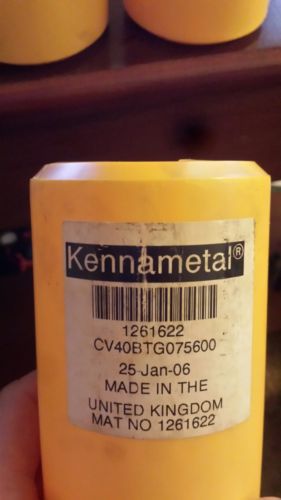 Kennametal®
1261622
CV40BTG075600
25-Jan-06
MADE IN THE
UNITED KINGDOM
MAT NO 1261622